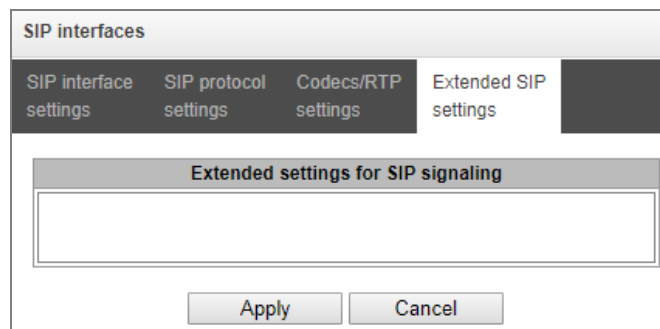 SIP interfaces
SIP interface settings
SIP protocol settings
Codecs/RTP settings
Extended SIP settings
Extended settings for SIP signaling
Apply
Cancel